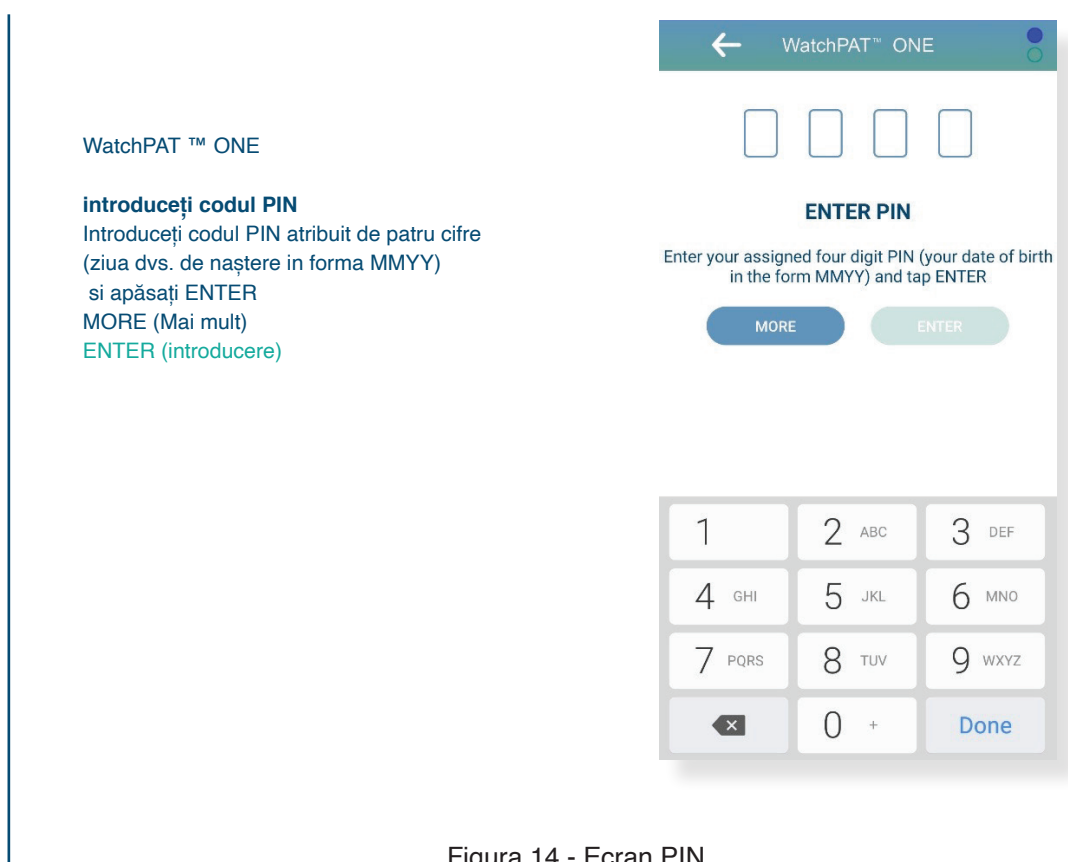 WatchPAT ™ ONE
introduceți codul PIN
Introduceți codul PIN atribuit de patru cifre
(ziua dvs. de naștere in forma MMYY)
si apăsați ENTER
MORE (Mai mult)
ENTER (introducere)
WatchPAT™ ONE
ENTER PIN
Enter your assigned four digit PIN (your date of birth
in the form MMYY) and tap ENTER
MORE ENTER
1 2 ABC 3 DEF
4 GHI 5 JKL 6 MNO
7 PQRS 8 TUV 9 WXYZ
0 + Done
Figura 14 - Ecran PIN